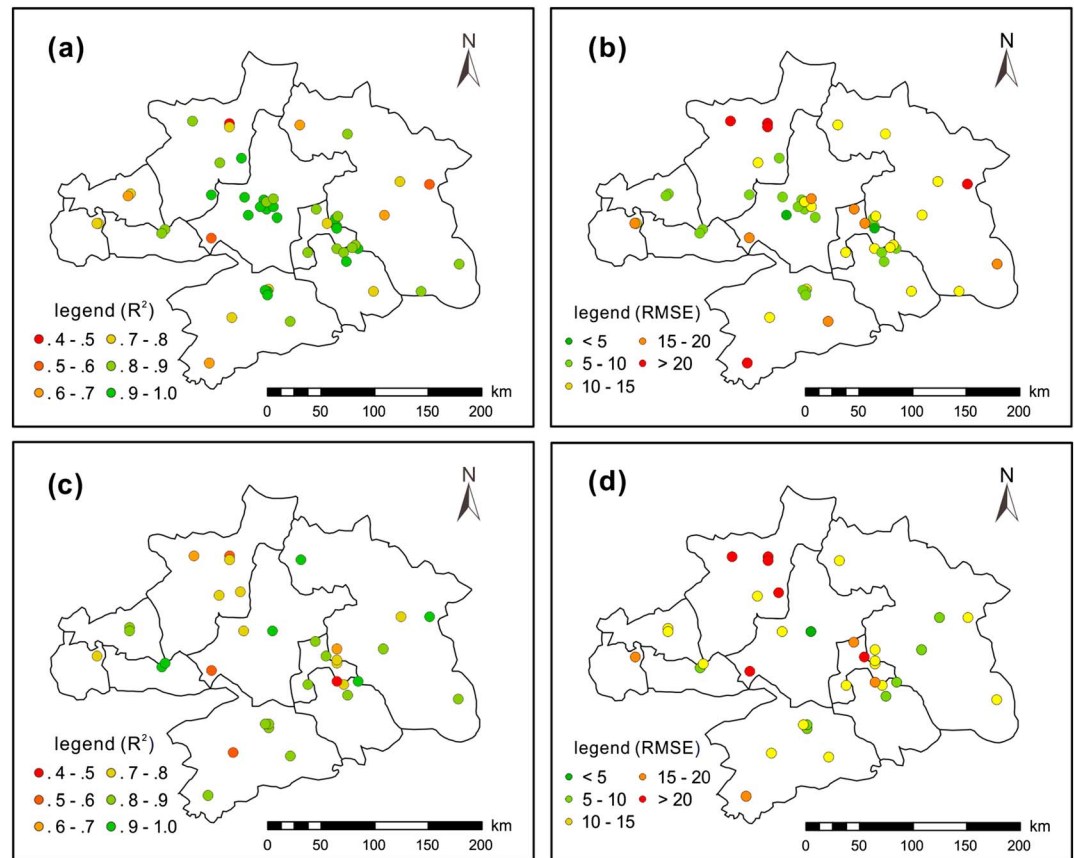 (a)
N
legend (R²)
. 4 - .5 . 7 - .8
. 5 - .6 . 8 - .9
. 6 - .7 . 9 - 1.0
km
0 50 100 150 200
(b)
N
legend (RMSE)
< 5 15 - 20
5 - 10 > 20
10 - 15
km
0 50 100 150 200
(c)
N
legend (R²)
. 4 - .5 . 7 - .8
. 5 - .6 . 8 - .9
. 6 - .7 . 9 - 1.0
km
0 50 100 150 200
(d)
N
legend (RMSE)
< 5 15 - 20
5 - 10 > 20
10 - 15
km
0 50 100 150 200